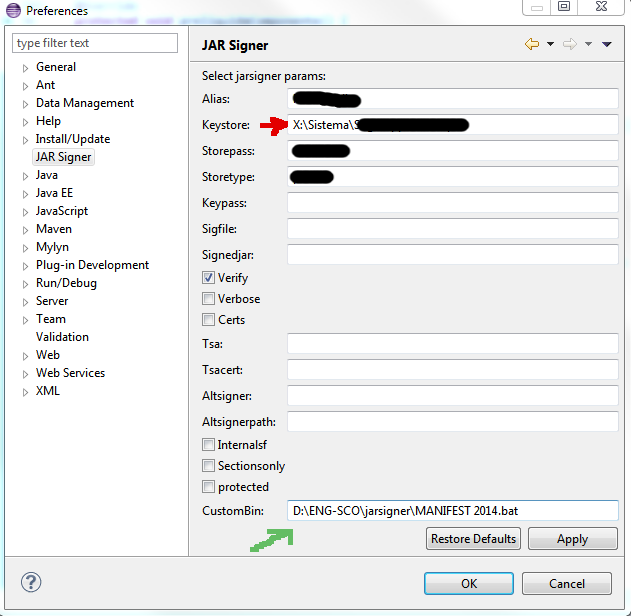 Preferences
type filter text
General
Ant
Data Management
Help
Install/Update
JAR Signer
Java
Java EE
JavaScript
Maven
Mylyn
Plug-in Development
Run/Debug
Server
Team
Validation
Web
Web Services
XML
JAR Signer
Select jarsigner params:
Alias:
Keystore: X:\Sistema\S
Storepass:
Storetype:
Keypass:
Sigfile:
Signedjar:
Verify
Verbose
Certs
Tsa:
Tsacert:
Altsigner:
Altsignerpath:
Internalsf
Sectionsonly
protected
CustomBin: D:\ENG-SCO\jarsigner\MANIFEST 2014.bat
Restore Defaults Apply
OK Cancel